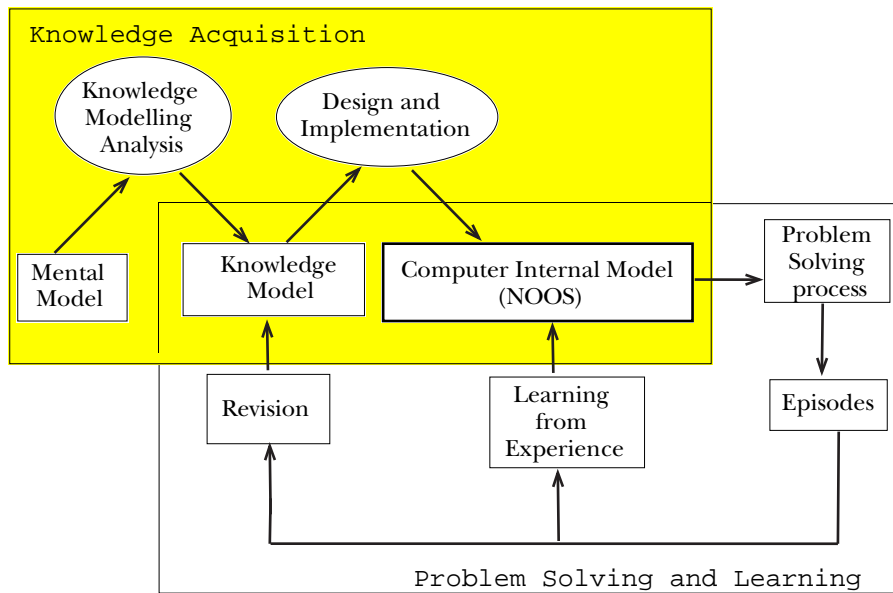 Knowledge Acquisition
Knowledge
Modelling
Analysis
Design and
Implementation
Mental
Model
Knowledge
Model
Computer Internal Model
(NOOS)
Problem
Solving
process
Revision
Learning
from
Experience
Episodes
Problem Solving and Learning